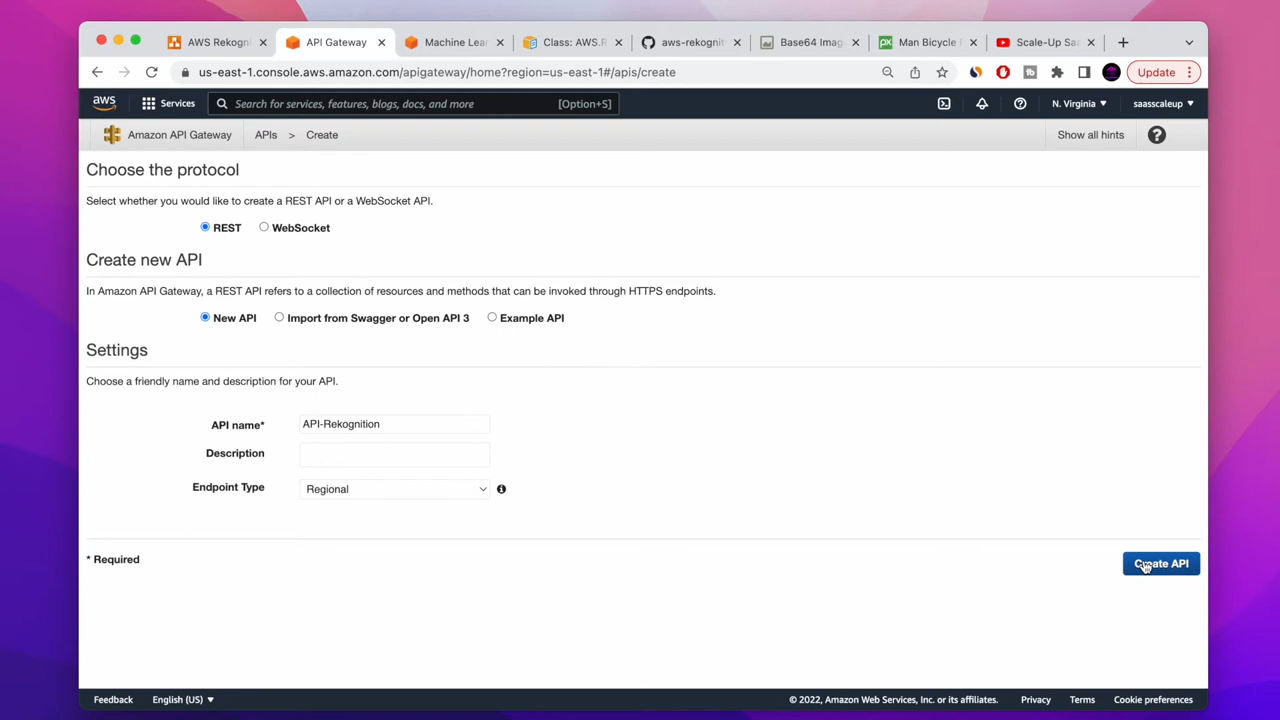 AWS Rekogni
API Gateway
Machine Lear
Class: AWS.R
aws-rekognit
Base64 Imag
Man Bicycle I
Scale-Up Saa
us-east-1.console.aws.amazon.com/apigateway/home?region=us-east-1#/apis/create
Update
aws
Services
Search for services, features, blogs, docs, and more
[Option+S]
N. Virginia
saasscaleup
Amazon API Gateway
APIs > Create
Show all hints
Choose the protocol
Select whether you would like to create a REST API or a WebSocket API.
REST
WebSocket
Create new API
In Amazon API Gateway, a REST API refers to a collection of resources and methods that can be invoked through HTTPS endpoints.
New API
Import from Swagger or Open API 3
Example API
Settings
Choose a friendly name and description for your API.
API name*
API-Rekognition
Description
Endpoint Type
Regional
* Required
Create API
Feedback
English (US)
© 2022, Amazon Web Services, Inc. or its affiliates.
Privacy
Terms
Cookie preferences